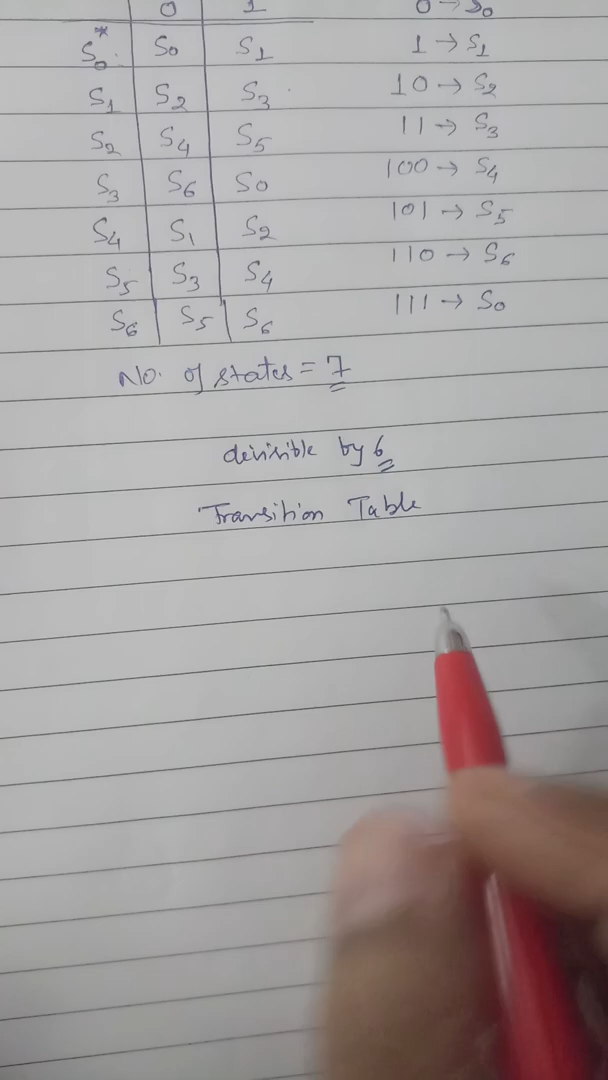 0 1 0 → S0
S0* S0 S1 1 → S1
S1 S2 S3 10 → S2
S2 S4 S5 11 → S3
S3 S6 S0 100 → S4
S4 S1 S2 101 → S5
S5 S3 S4 110 → S6
S6 S5 S6 111 → S0
No. of states = 7
devisible by 6
Transition Table